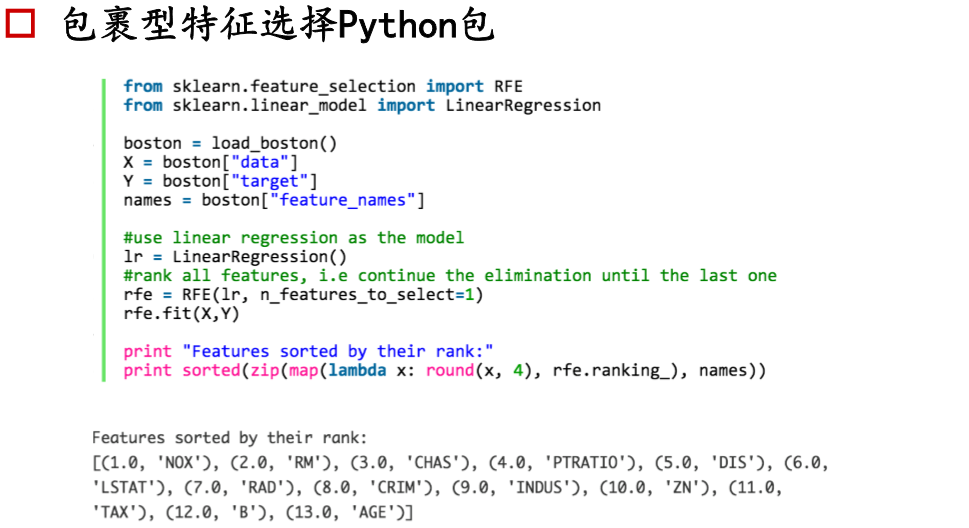 包裹型特征选择Python包
from sklearn.feature_selection import RFE
from sklearn.linear_model import LinearRegression
boston = load_boston()
X = boston["data"]
Y = boston["target"]
names = boston["feature_names"]
#use linear regression as the model
lr = LinearRegression()
#rank all features, i.e continue the elimination until the last one
rfe = RFE(lr, n_features_to_select=1)
rfe.fit(X,Y)
print "Features sorted by their rank:"
print sorted(zip(map(lambda x: round(x, 4), rfe.ranking_), names))
Features sorted by their rank:
[(1.0, 'NOX'), (2.0, 'RM'), (3.0, 'CHAS'), (4.0, 'PTRATIO'), (5.0, 'DIS'), (6.0,
'LSTAT'), (7.0, 'RAD'), (8.0, 'CRIM'), (9.0, 'INDUS'), (10.0, 'ZN'), (11.0,
'TAX'), (12.0, 'B'), (13.0, 'AGE')]